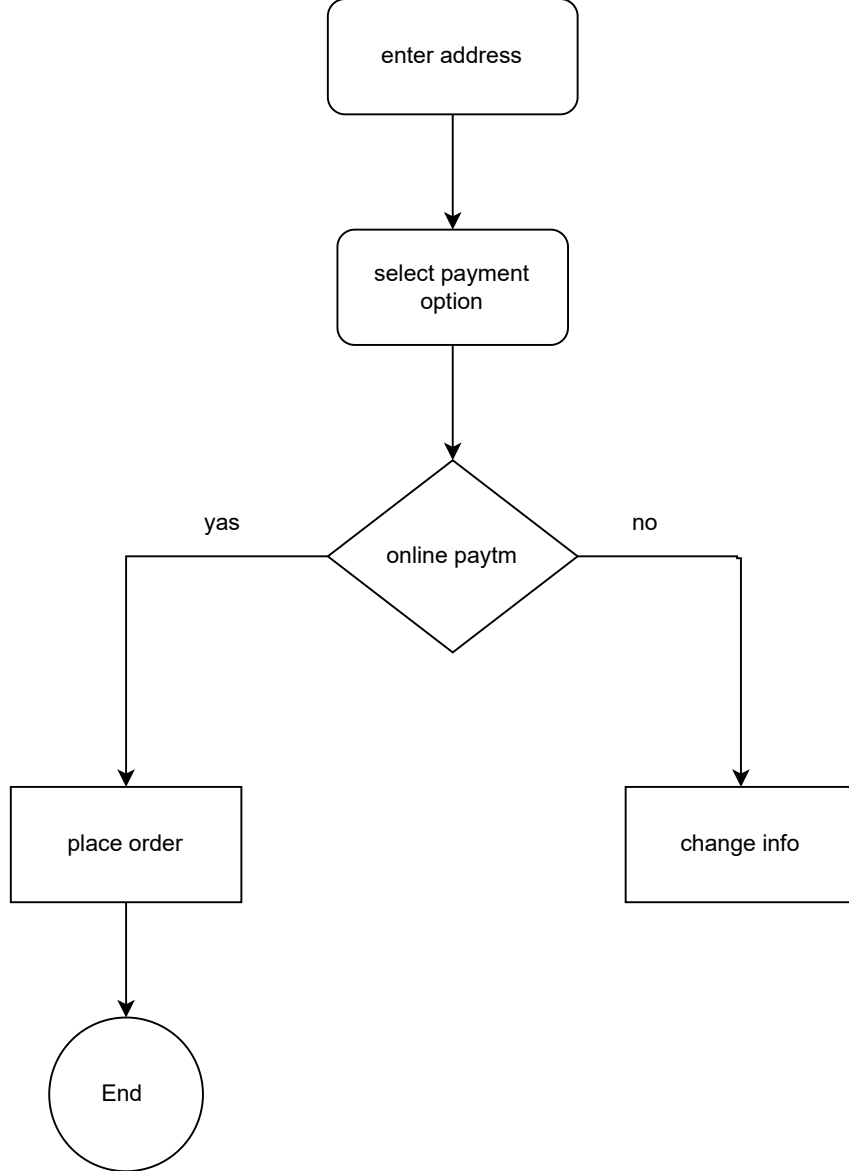 enter address
select payment
option
yas
no
online paytm
place order
change info
End